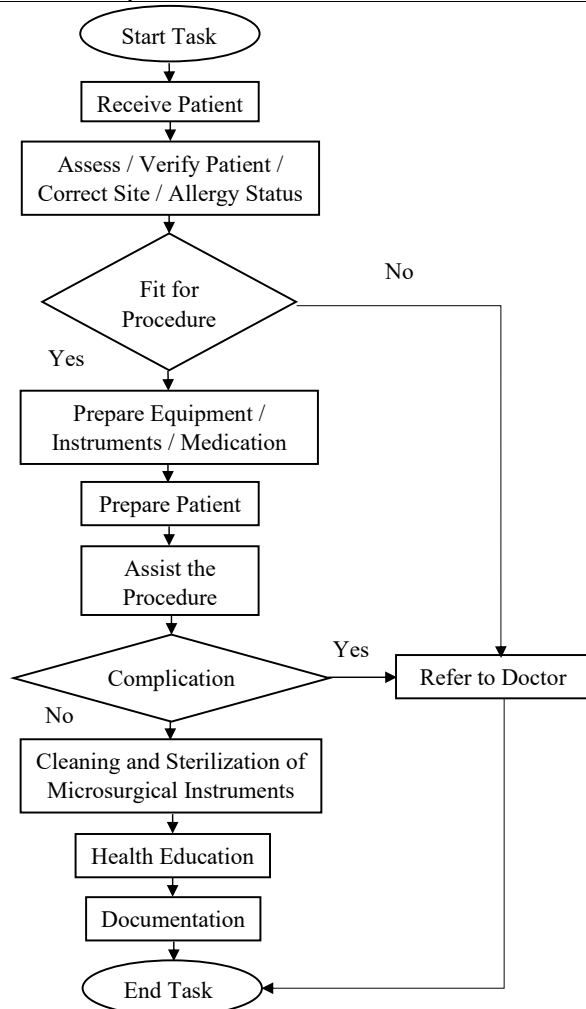 Start Task
Receive Patient
Assess / Verify Patient /
Correct Site / Allergy Status
Fit for
Procedure
No
Yes
Prepare Equipment /
Instruments / Medication
Prepare Patient
Assist the
Procedure
Complication
Yes
Refer to Doctor
No
Cleaning and Sterilization of
Microsurgical Instruments
Health Education
Documentation
End Task